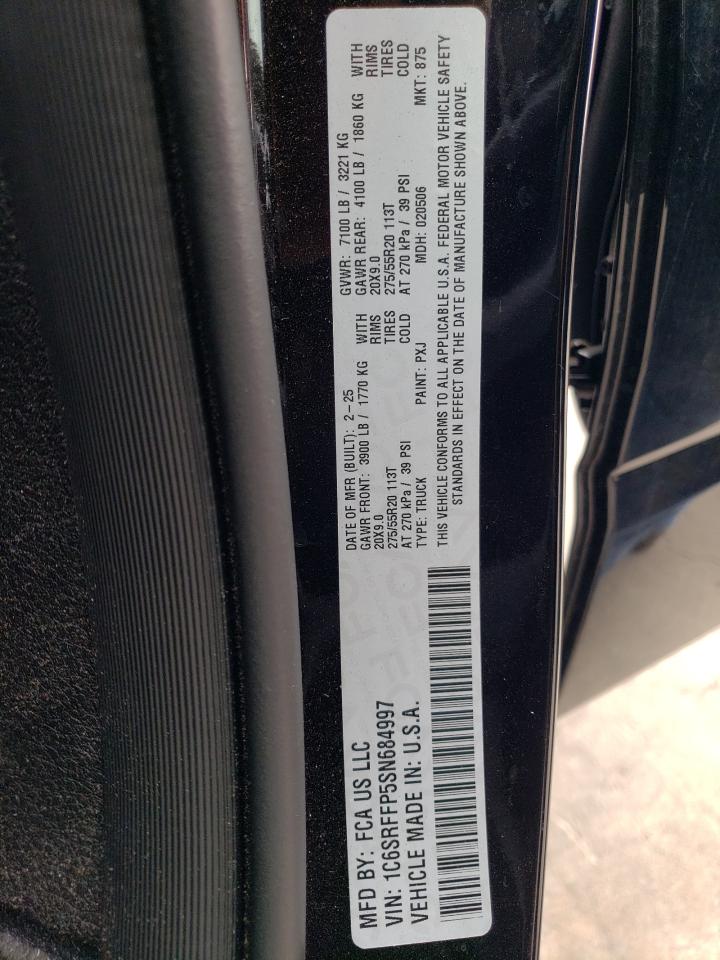 MFD BY: FCA US LLC
VIN: 1C6SRFFP5SN684997
VEHICLE MADE IN: U.S.A.
DATE OF MFR (BUILT): 2-25 GVWR: 7100 LB / 3221 KG
GAWR FRONT: 3900 LB / 1770 KG WITH GAWR REAR: 4100 LB / 1860 KG WITH
20X9.0 RIMS 20X9.0 RIMS
275/55R20 113T TIRES 275/55R20 113T TIRES
AT 270 kPa / 39 PSI COLD AT 270 kPa / 39 PSI COLD
TYPE: TRUCK PAINT: PXJ MDH: 020506 MKT: 875
THIS VEHICLE CONFORMS TO ALL APPLICABLE U.S.A. FEDERAL MOTOR VEHICLE SAFETY
STANDARDS IN EFFECT ON THE DATE OF MANUFACTURE SHOWN ABOVE.